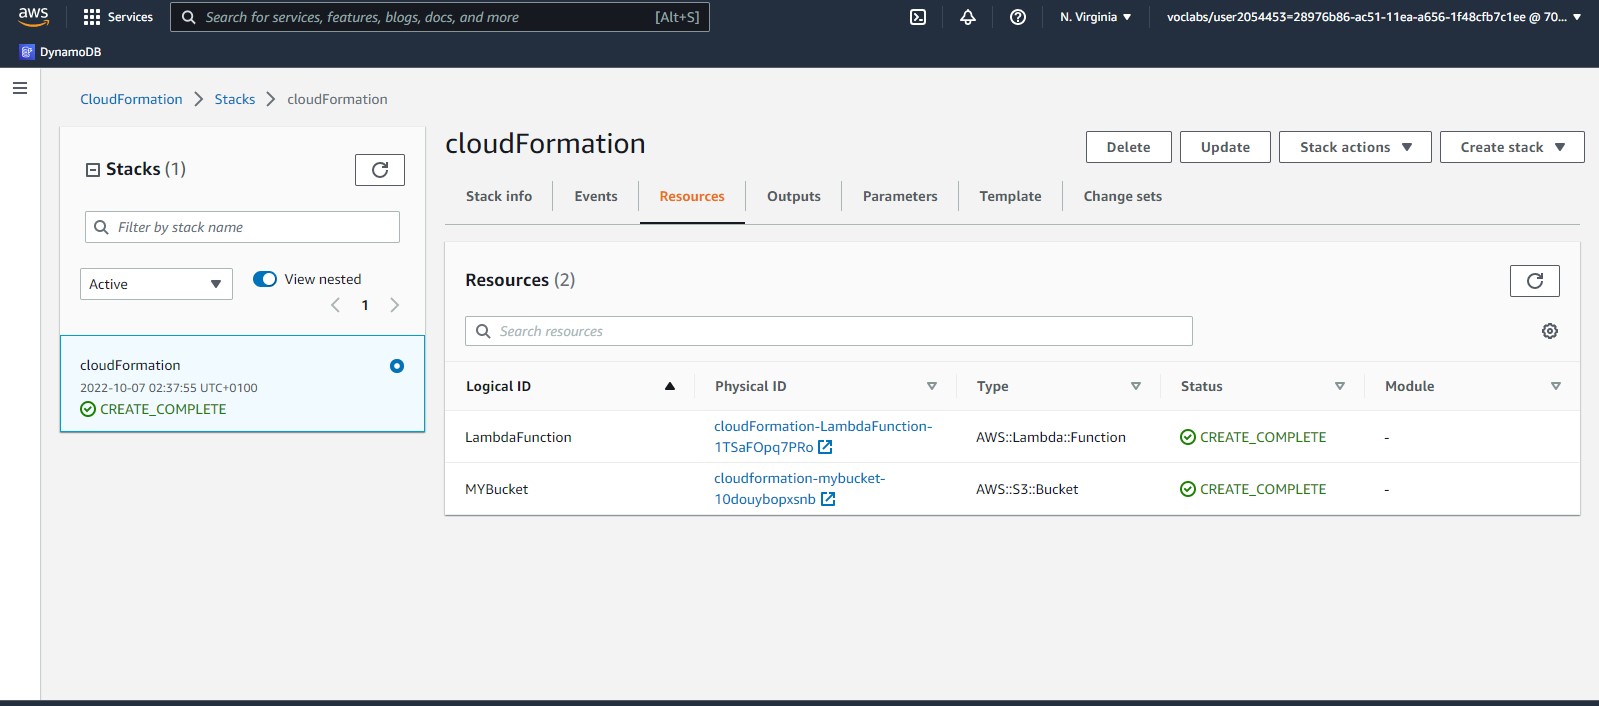 aws
Services
Search for services, features, blogs, docs, and more
[Alt+S]
N. Virginia
voclabs/user2054453=28976b86-ac51-11ea-a656-1f48cfb7c1ee @ 70...
DynamoDB
CloudFormation
Stacks
cloudFormation
Stacks (1)
Filter by stack name
Active
View nested
1
cloudFormation
2022-10-07 02:37:55 UTC+0100
CREATE_COMPLETE
cloudFormation
Delete
Update
Stack actions
Create stack
Stack info
Events
Resources
Outputs
Parameters
Template
Change sets
Resources (2)
Search resources
Logical ID
Physical ID
Type
Status
Module
LambdaFunction
cloudFormation-LambdaFunction-
1TSaFOpq7PRo
AWS::Lambda::Function
CREATE_COMPLETE
-
MYBucket
cloudformation-mybucket-
10douybopxsnb
AWS::S3::Bucket
CREATE_COMPLETE
-